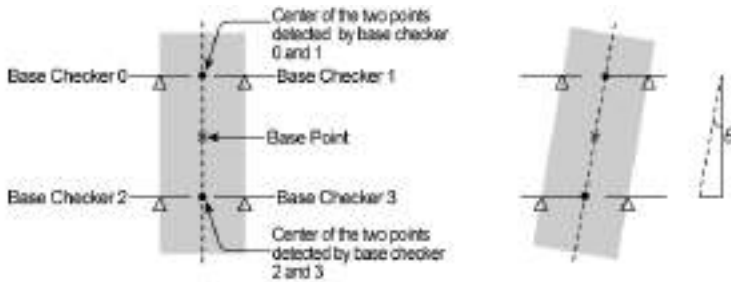 Center of the two points
detected by base checker
0 and 1
Base Checker 0
Base Checker 1
Base Point
Base Checker 2
Base Checker 3
Center of the two points
detected by base checker
2 and 3